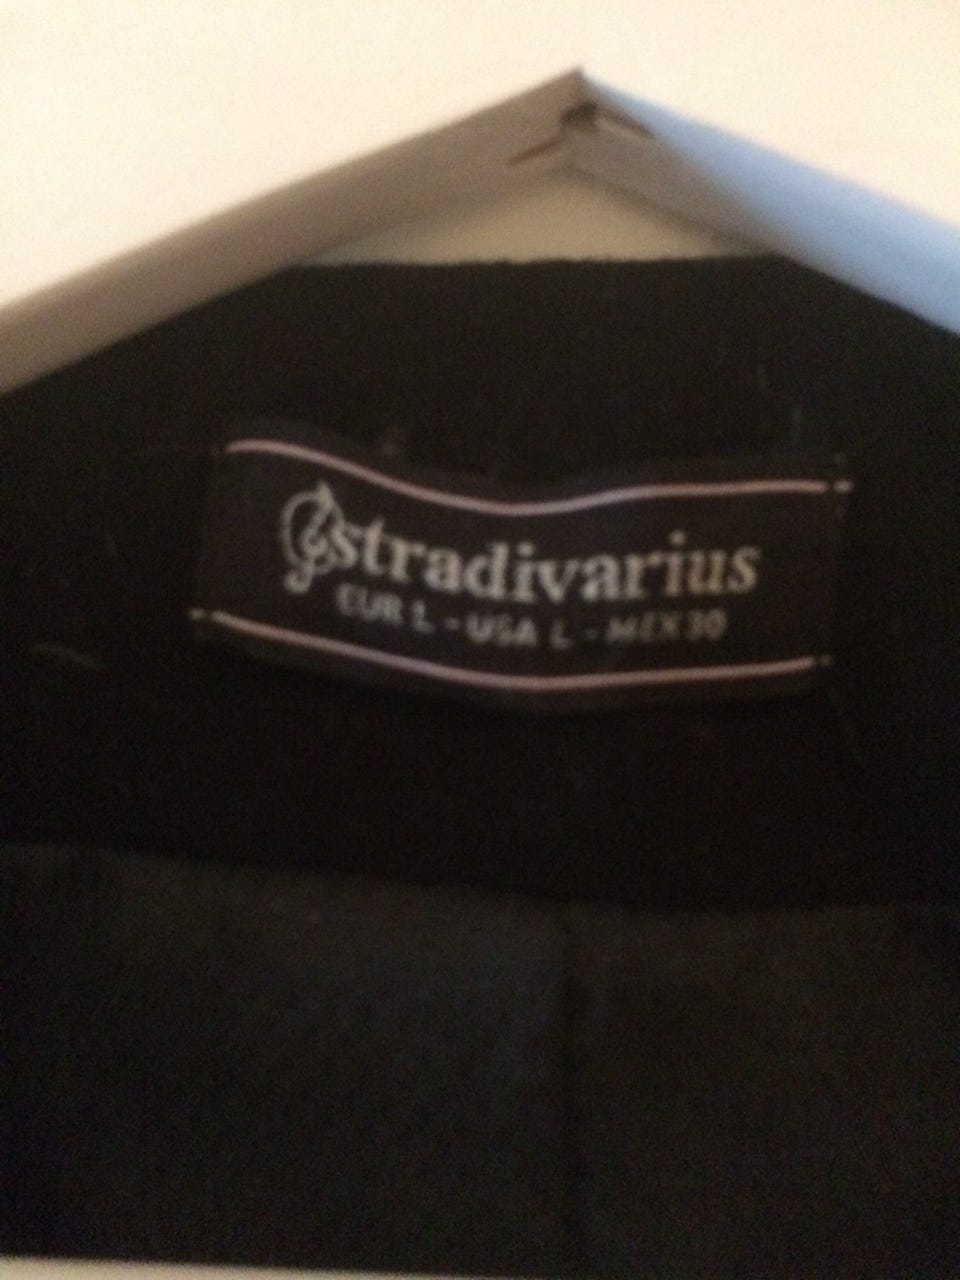 stradivarius
EUR L - USA L - MEX 30